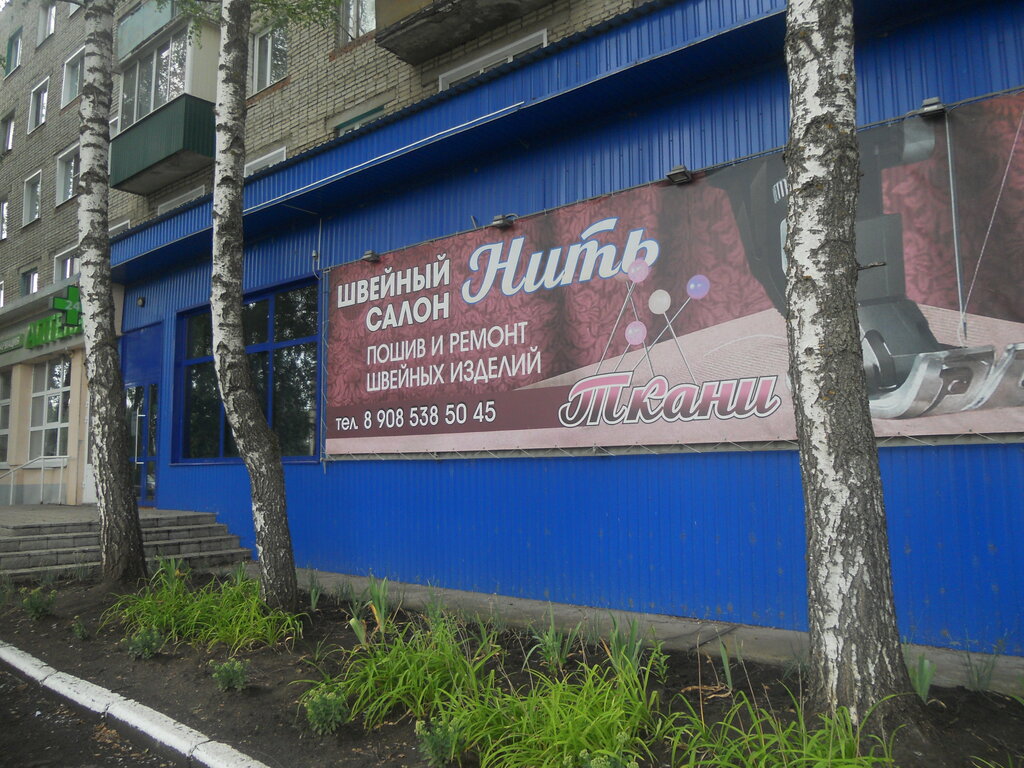 ШВЕЙНЫЙ
САЛОН
Нить
ПОШИВ И РЕМОНТ
ШВЕЙНЫХ ИЗДЕЛИЙ
тел. 8 908 538 50 45
Ткани